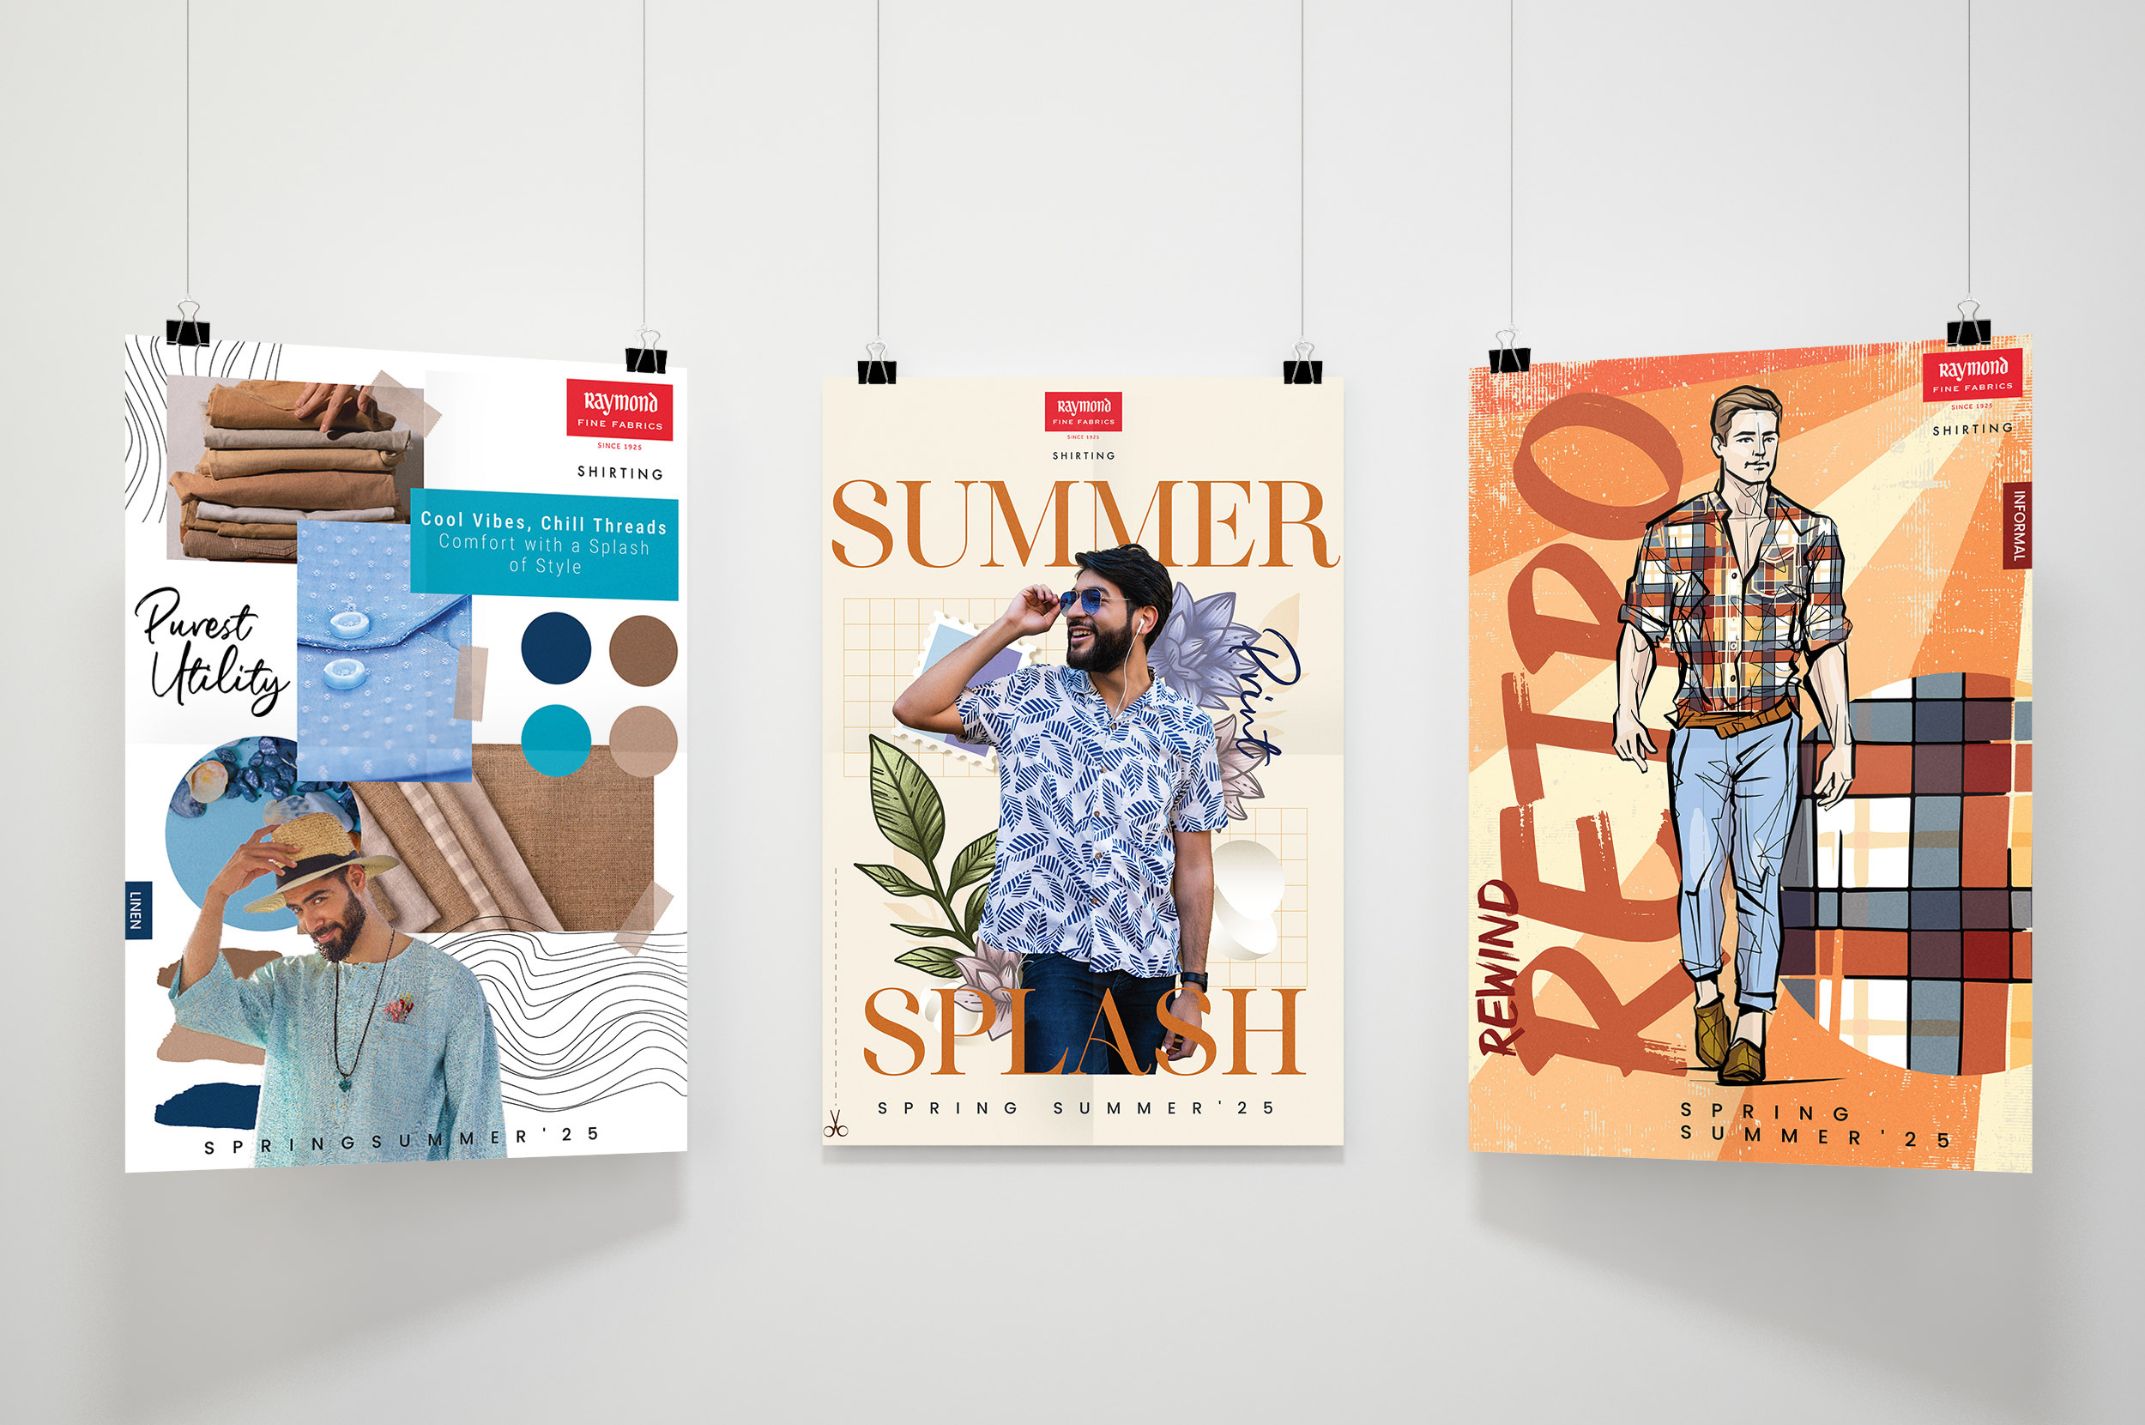 Raymond
FINE FABRICS
SINCE 1925
SHIRTING
Cool Vibes, Chill Threads
Comfort with a Splash
of Style
Purest
Utility
LINEN
SPRING SUMMER'25
Raymond
FINE FABRICS
SINCE 1925
SHIRTING
SUMMER
Print
SPLASH
SPRING SUMMER'25
Raymond
FINE FABRICS
SINCE 1925
SHIRTING
INFORMAL
RETRO
REWIND
SPRING
SUMMER'25